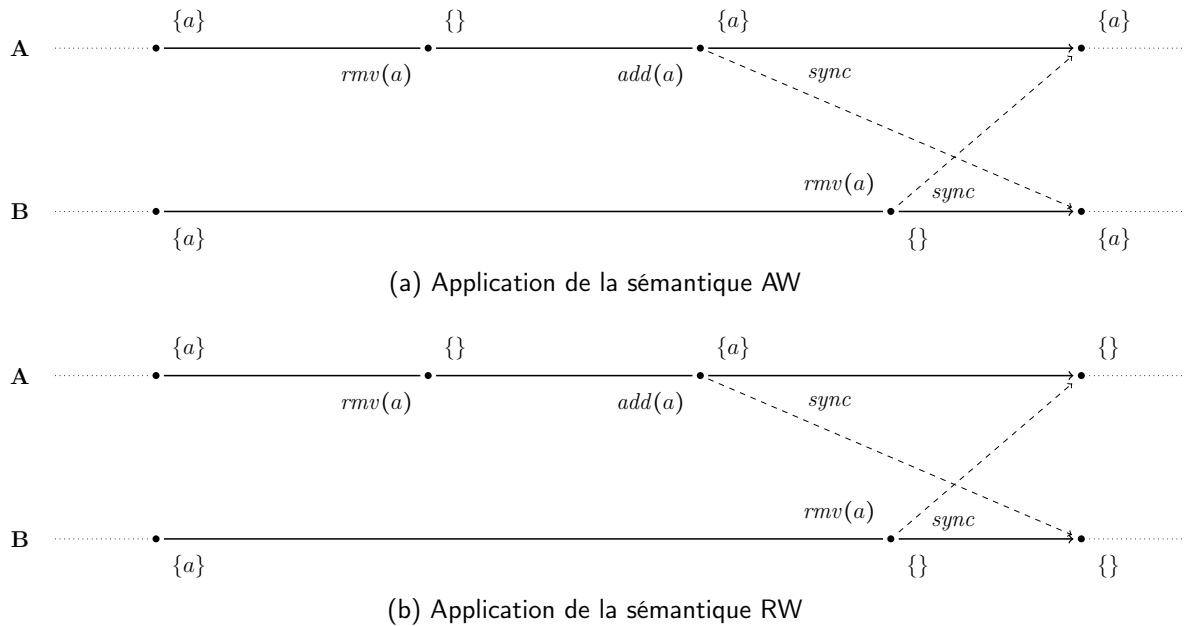 {a} {} {a} {a}
A
rmv(a) add(a) sync
rmv(a) sync
B
{a} {} {a}
(a) Application de la sémantique AW
{a} {} {a} {}
A
rmv(a) add(a) sync
rmv(a) sync
B
{a} {} {}
(b) Application de la sémantique RW